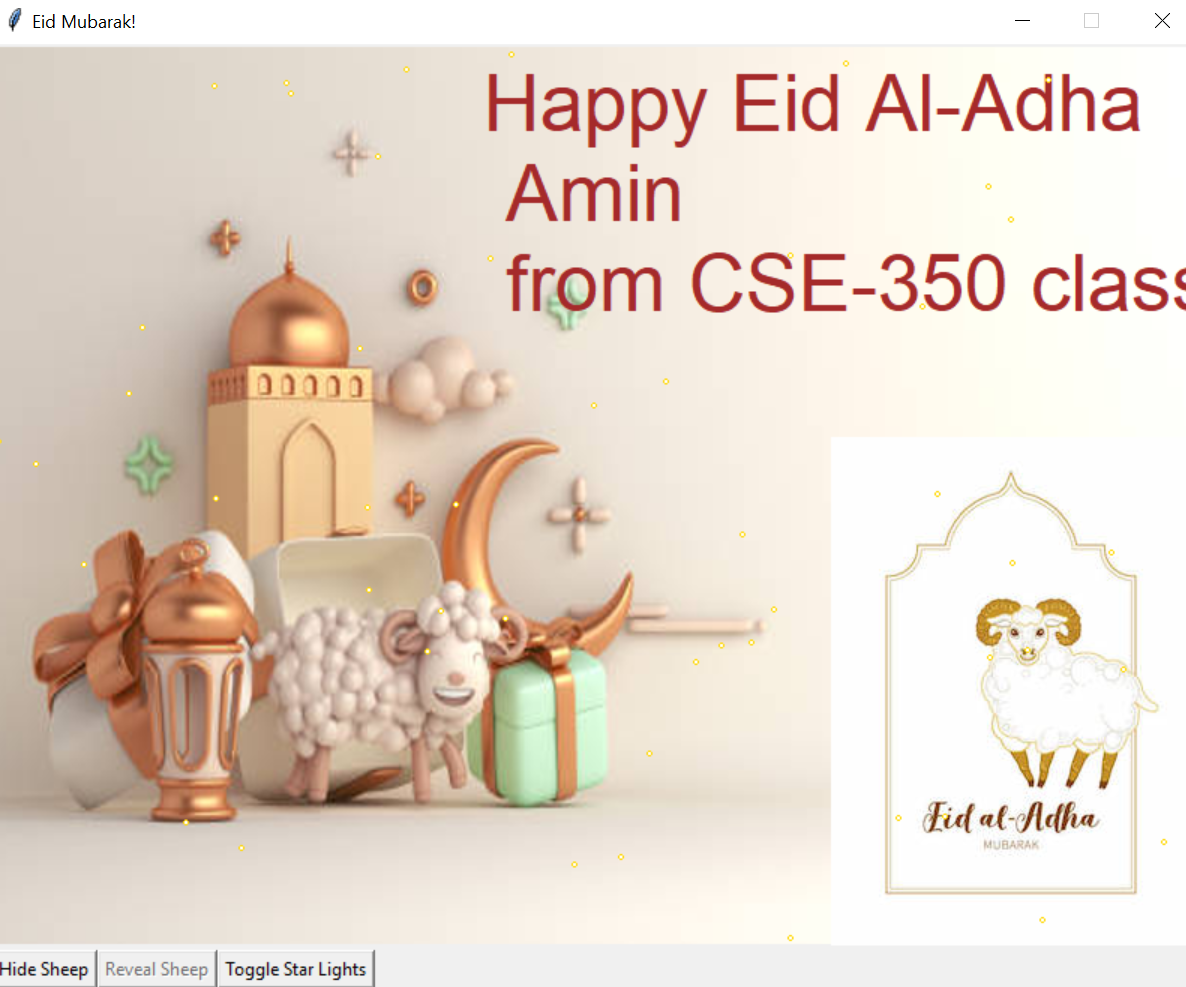 Eid Mubarak!
Happy Eid Al-Adha
Amin
from CSE-350 class
Eid al-Adha
MUBARAK
Hide Sheep
Reveal Sheep
Toggle Star Lights